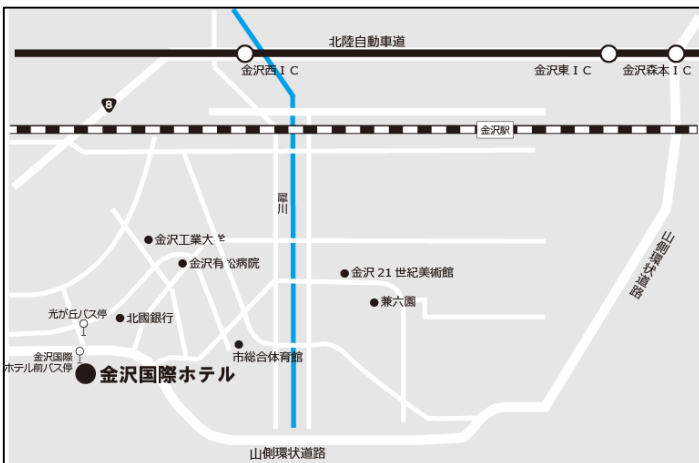 北陸自動車道
金沢西ＩＣ
金沢東ＩＣ
金沢森本ＩＣ
8
金沢駅
犀川
山側環状道路
金沢工業大学
金沢有松病院
金沢21世紀美術館
兼六園
光が丘バス停
北國銀行
市総合体育館
金沢国際
ホテル前バス停
金沢国際ホテル
山側環状道路